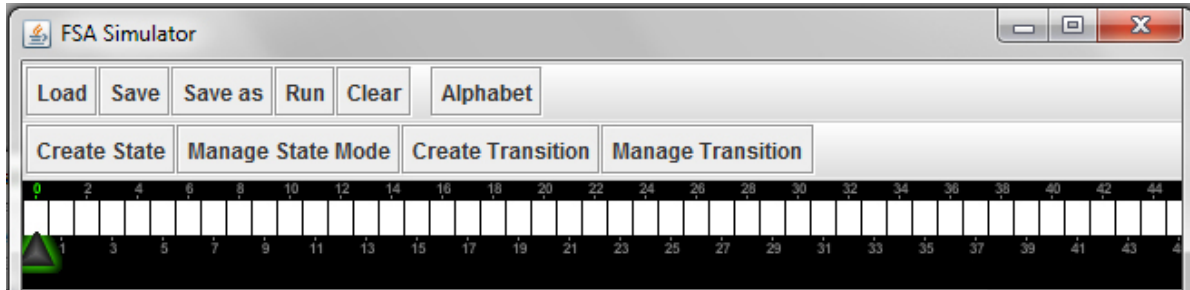 FSA Simulator
Load Save Save as Run Clear Alphabet
Create State Manage State Mode Create Transition Manage Transition
0 2 4 6 8 10 12 14 16 18 20 22 24 26 28 30 32 34 36 38 40 42 44
1 3 5 7 9 11 13 15 17 19 21 23 25 27 29 31 33 35 37 39 41 43